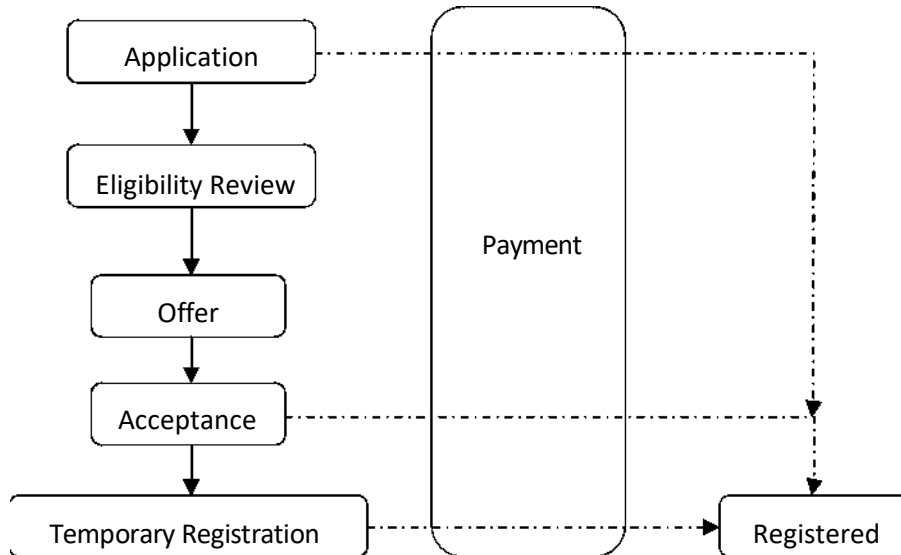 Application
Eligibility Review
Payment
Offer
Acceptance
Temporary Registration
Registered